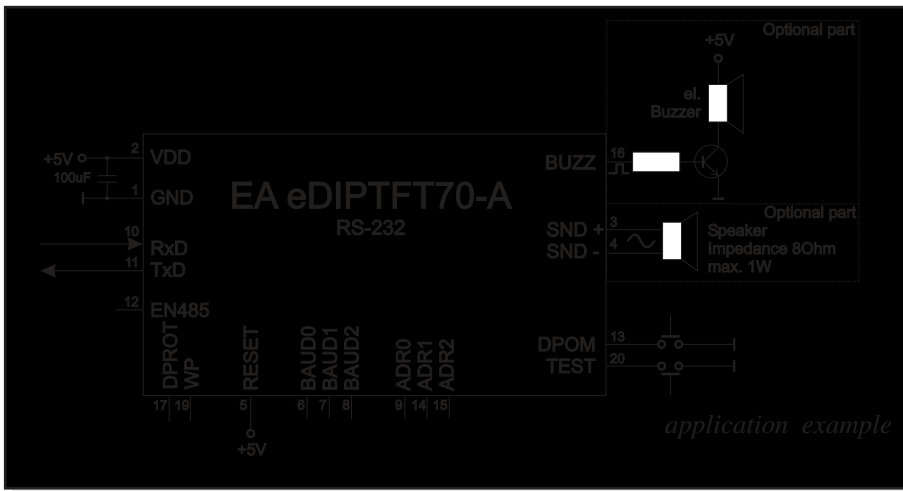 Optional part
+5V
el.
Buzzer
2
+5V
VDD
16
BUZZ
100uF
1
GND
EA eDIPTFT70-A
RS-232
Optional part
10
RxD
11
TxD
SND +
3
SND -
4
Speaker
Impedance 8Ohm
max. 1W
12
EN485
DPROT
WP
RESET
BAUD0
BAUD1
BAUD2
ADR0
ADR1
ADR2
DPOM
13
TEST
20
17
19
5
6
7
8
9
14
15
+5V
application example